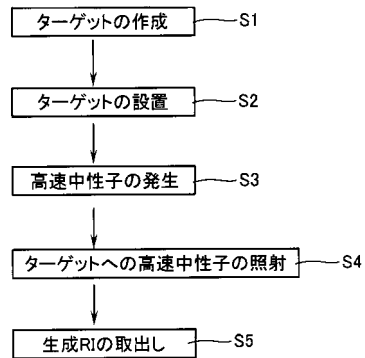 ターゲットの作成 S1
ターゲットの設置 S2
高速中性子の発生 S3
ターゲットへの高速中性子の照射 S4
生成RIの取出し S5